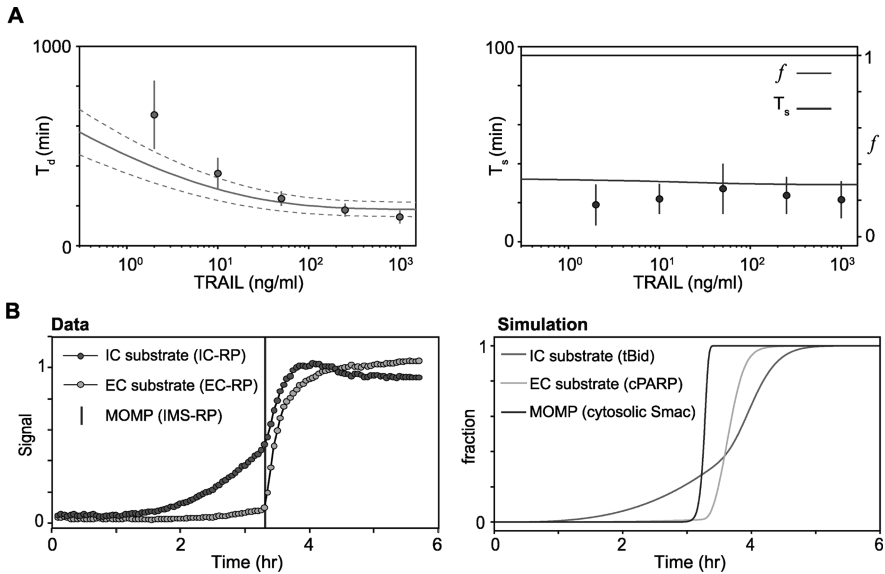 A
1000
T_d (min)
0
10^0
10^1
10^2
10^3
TRAIL (ng/ml)
100
T_s (min)
0
f
T_s
1
f
0
10^0
10^1
10^2
10^3
TRAIL (ng/ml)
B
Data
IC substrate (IC-RP)
EC substrate (EC-RP)
MOMP (IMS-RP)
1
Signal
0
0
2
4
6
Time (hr)
Simulation
IC substrate (tBid)
EC substrate (cPARP)
MOMP (cytosolic Smac)
1
fraction
0
0
2
4
6
Time (hr)